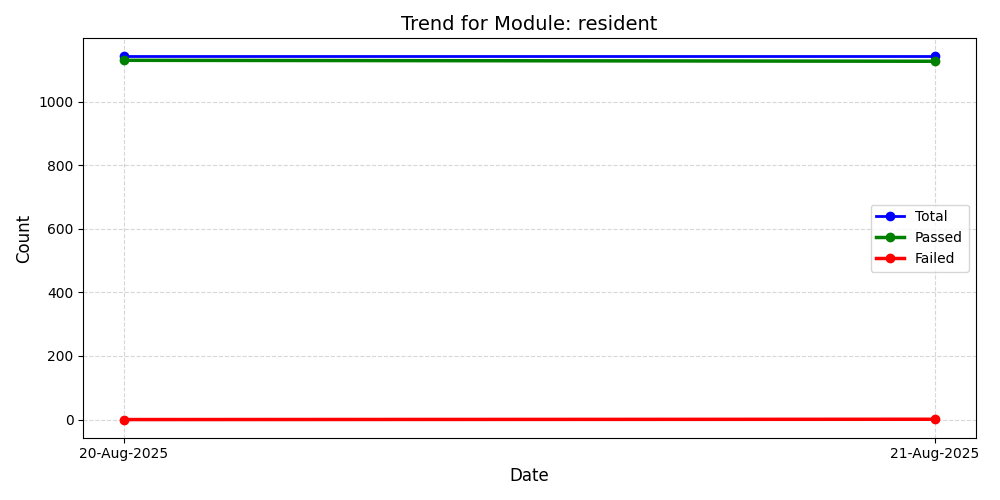 Trend for Module: resident
Count
1000
800
600
400
200
0
Total
Passed
Failed
20-Aug-2025
21-Aug-2025
Date